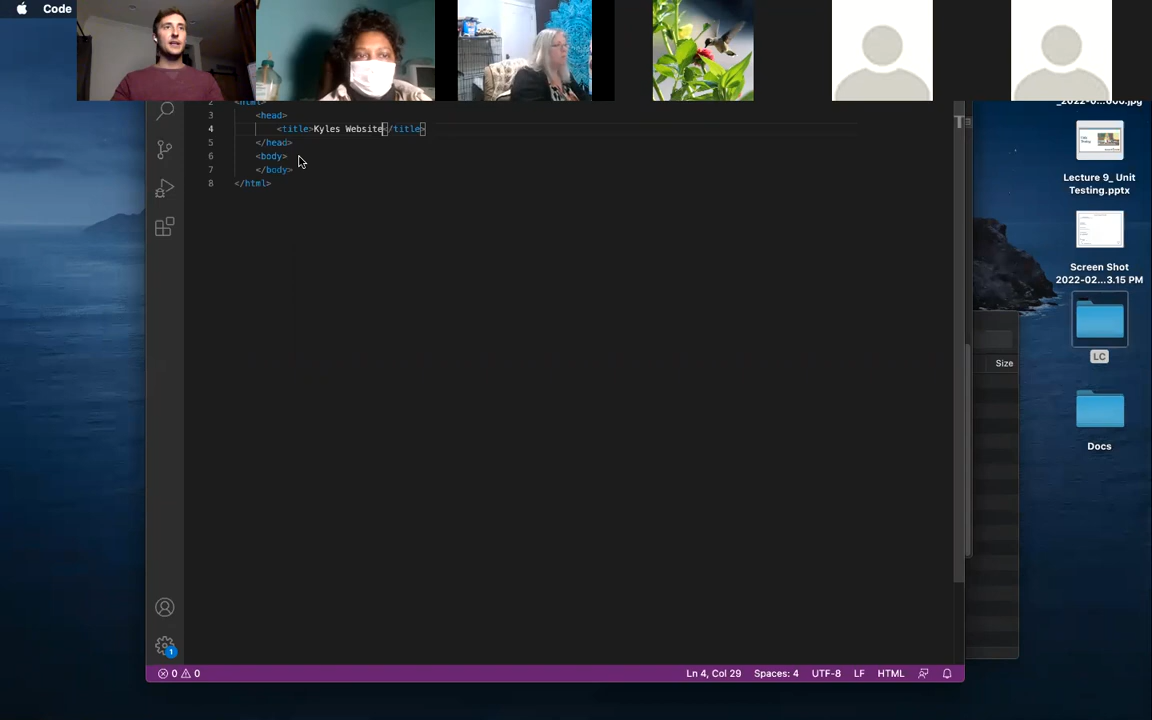 Code
2
<html>
3 <head>
4 <title>Kyles Website</title>
5 </head>
6 <body>
7 </body>
8 </html>
_2022-0...000.jpg
Lecture 9_ Unit
Testing.pptx
Screen Shot
2022-02...3.15 PM
LC
Size
Docs
1
0 0
Ln 4, Col 29 Spaces: 4 UTF-8 LF HTML